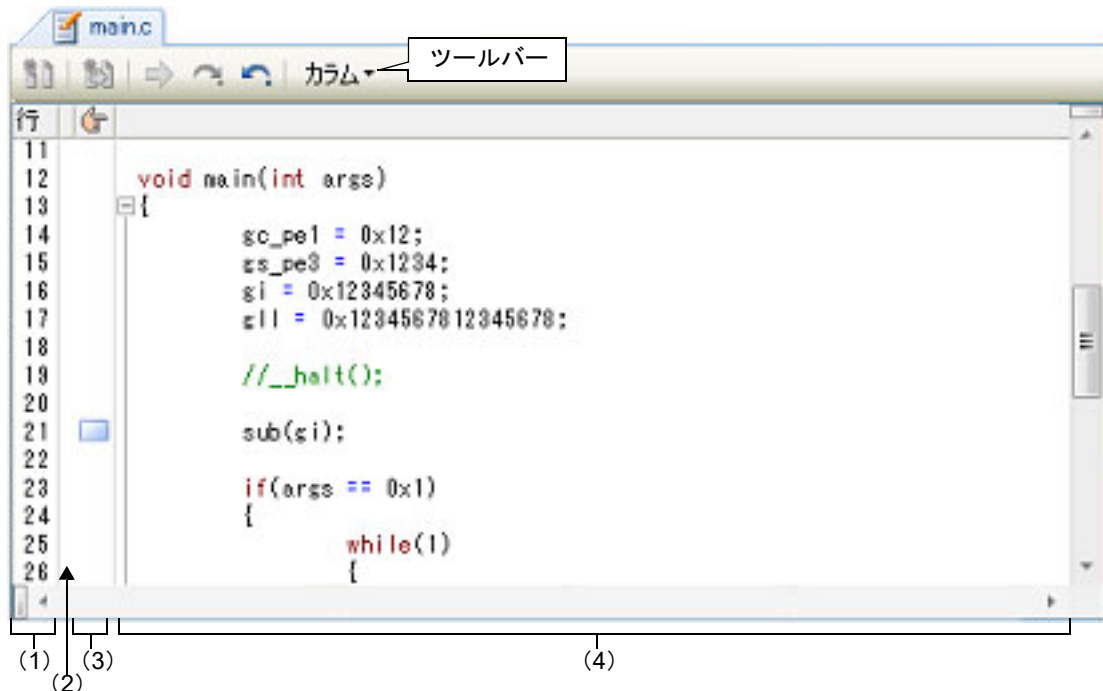 main.c
カラム
ツールバー
行
11
12 void main(int args)
13 {
14 gc_pe1 = 0x12;
15 gs_pe3 = 0x1234;
16 gi = 0x12345678;
17 gll = 0x1234567812345678;
18
19 //__halt();
20
21 sub(gi);
22
23 if(args == 0x1)
24 {
25 while(1)
26 {
(1) (2) (3) (4)